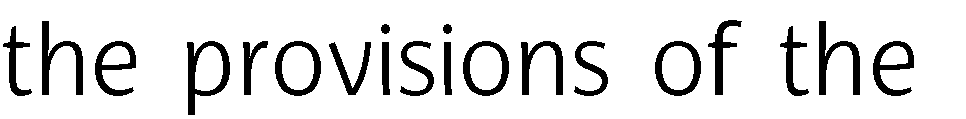 the provisions of the